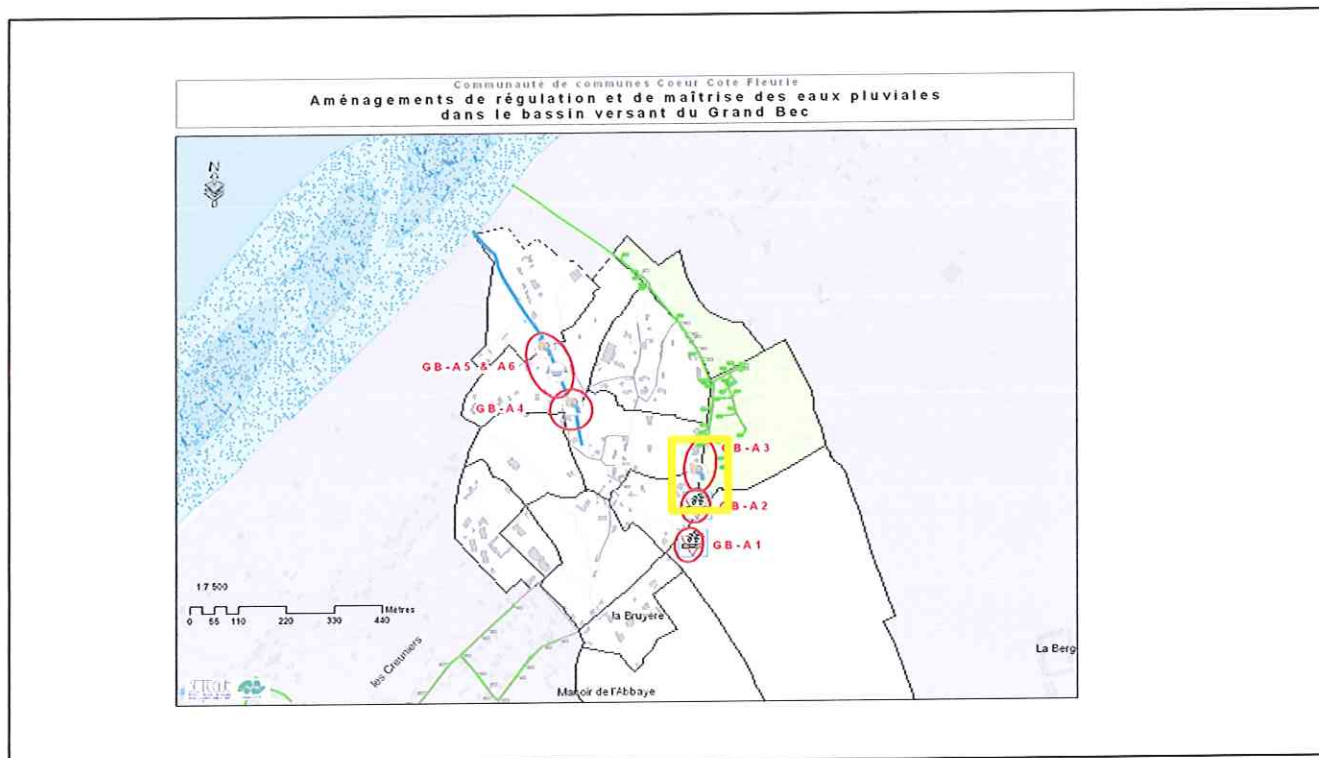 Communauté de communes Coeur Cote Fleurie
Aménagements de régulation et de maîtrise des eaux pluviales
dans le bassin versant du Grand Bec
N
GB-A5 & A6
GB-A4
GB-A3
GB-A2
GB-A1
1:7 500
Mètres
0 55 110 220 330 440
la Bruyère
les Creuniers
Manoir de l'Abbaye
La Berg